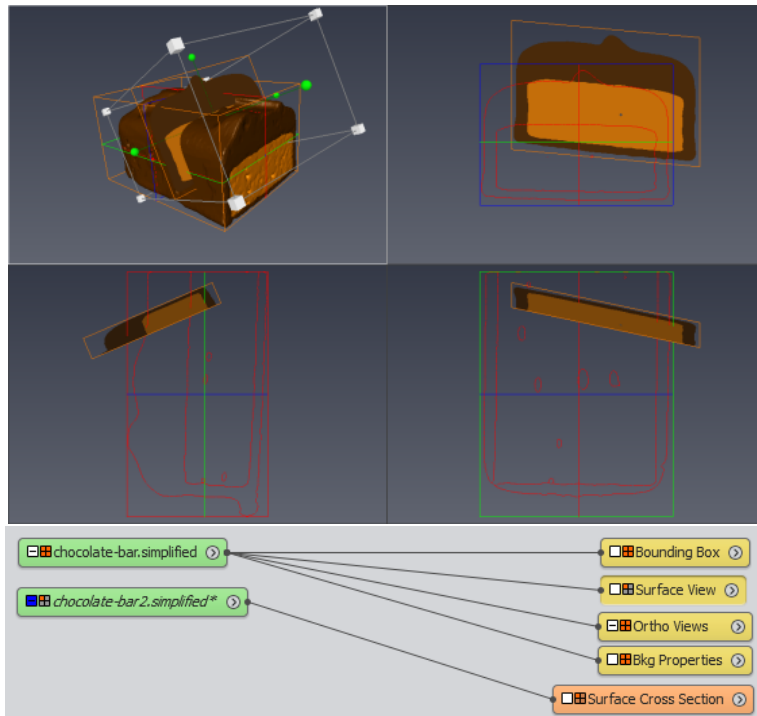 chocolate-bar.simplified
Bounding Box
chocolate-bar2.simplified*
Surface View
Ortho Views
Bkg Properties
Surface Cross Section